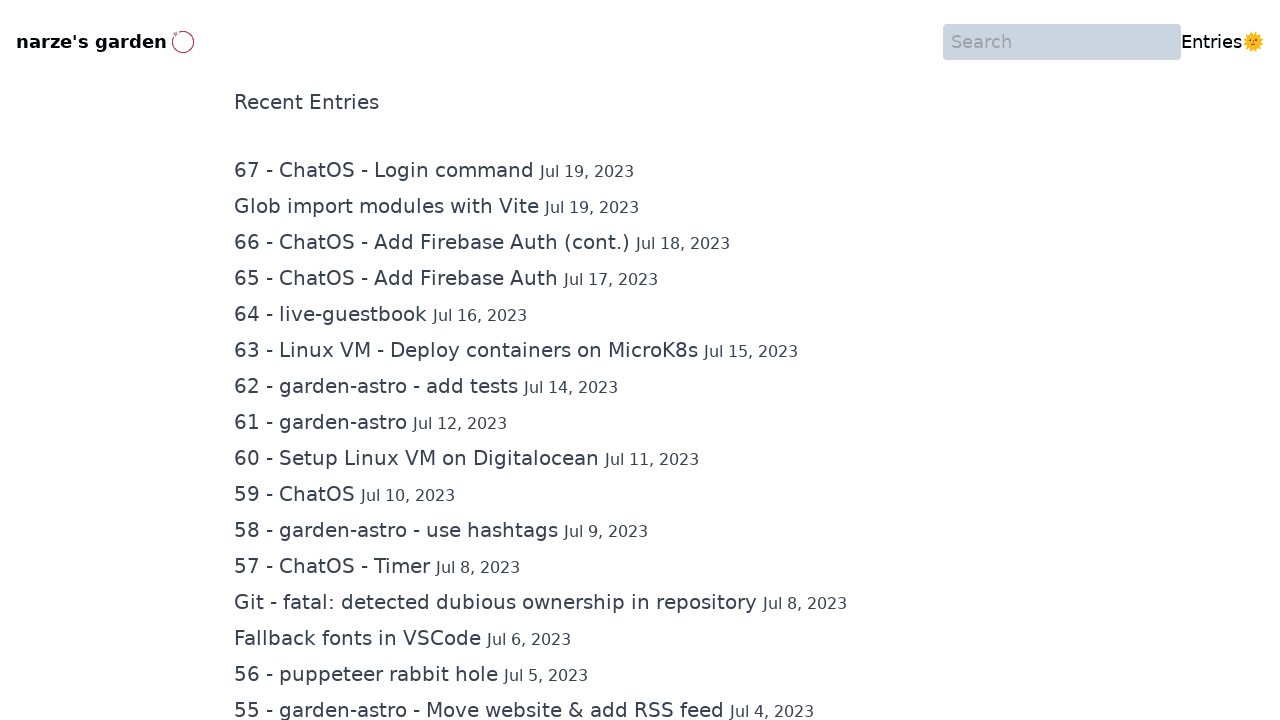 narze's garden
Search
Entries🌞
Recent Entries
67 - ChatOS - Login command Jul 19, 2023
Glob import modules with Vite Jul 19, 2023
66 - ChatOS - Add Firebase Auth (cont.) Jul 18, 2023
65 - ChatOS - Add Firebase Auth Jul 17, 2023
64 - live-guestbook Jul 16, 2023
63 - Linux VM - Deploy containers on MicroK8s Jul 15, 2023
62 - garden-astro - add tests Jul 14, 2023
61 - garden-astro Jul 12, 2023
60 - Setup Linux VM on Digitalocean Jul 11, 2023
59 - ChatOS Jul 10, 2023
58 - garden-astro - use hashtags Jul 9, 2023
57 - ChatOS - Timer Jul 8, 2023
Git - fatal: detected dubious ownership in repository Jul 8, 2023
Fallback fonts in VSCode Jul 6, 2023
56 - puppeteer rabbit hole Jul 5, 2023
55 - garden-astro - Move website & add RSS feed Jul 4, 2023